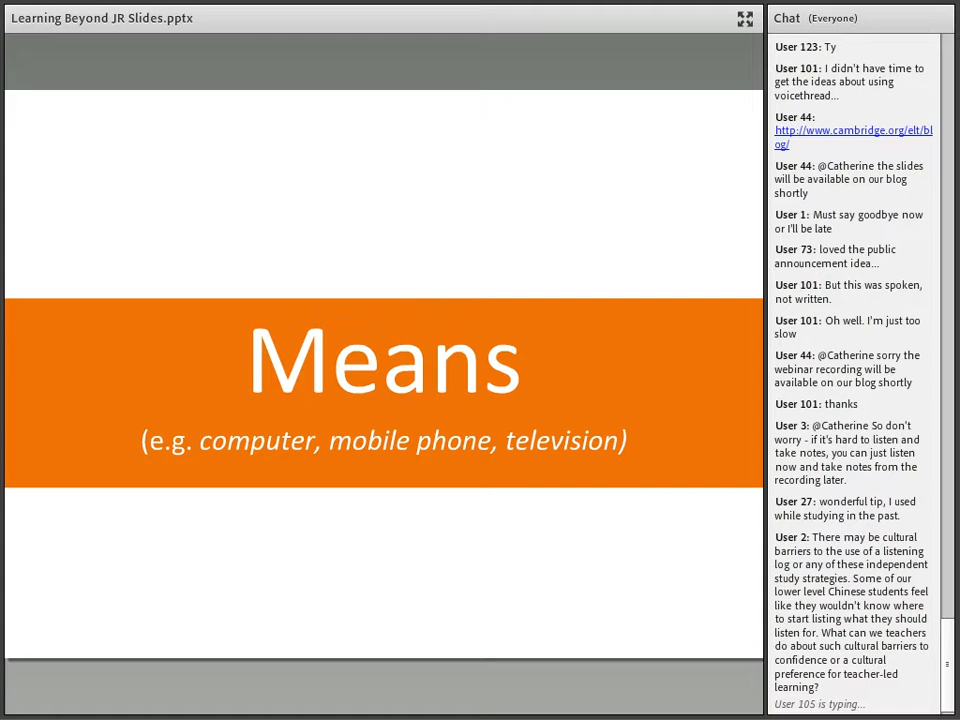 Learning Beyond JR Slides.pptx
Means
(e.g. computer, mobile phone, television)
Chat (Everyone)
User 123: Ty
User 101: I didn't have time to
get the ideas about using
voicethread...
User 44:
http://www.cambridge.org/elt/bl
og/
User 44: @Catherine the slides
will be available on our blog
shortly
User 1: Must say goodbye now
or I'll be late
User 73: loved the public
announcement idea...
User 101: But this was spoken,
not written.
User 101: Oh well. I'm just too
slow
User 44: @Catherine sorry the
webinar recording will be
available on our blog shortly
User 101: thanks
User 3: @Catherine So don't
worry - if it's hard to listen and
take notes, you can just listen
now and take notes from the
recording later.
User 27: wonderful tip, I used
while studying in the past.
User 2: There may be cultural
barriers to the use of a listening
log or any of these independent
study strategies. Some of our
lower level Chinese students feel
like they wouldn't know where
to start listing what they should
listen for. What can we teachers
do about such cultural barriers to
confidence or a cultural
preference for teacher-led
learning?
User 105 is typing...